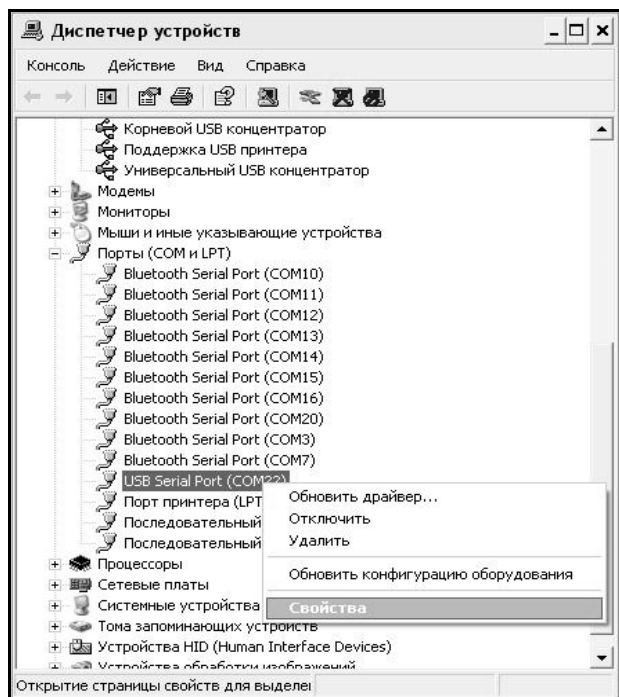 Диспетчер устройств
Консоль Действие Вид Справка
Корневой USB концентратор
Поддержка USB принтера
Универсальный USB концентратор
Модемы
Мониторы
Мыши и иные указывающие устройства
Порты (COM и LPT)
Bluetooth Serial Port (COM10)
Bluetooth Serial Port (COM11)
Bluetooth Serial Port (COM12)
Bluetooth Serial Port (COM13)
Bluetooth Serial Port (COM14)
Bluetooth Serial Port (COM15)
Bluetooth Serial Port (COM16)
Bluetooth Serial Port (COM20)
Bluetooth Serial Port (COM3)
Bluetooth Serial Port (COM7)
USB Serial Port (COM22)
Порт принтера (LPT
Последовательный
Последовательный
Обновить драйвер...
Отключить
Удалить
Обновить конфигурацию оборудования
Свойства
Процессоры
Сетевые платы
Системные устройства
Тома запоминающих устройств
Устройства HID (Human Interface Devices)
Устройства обработки изображений
Открытие страницы свойств для выделе